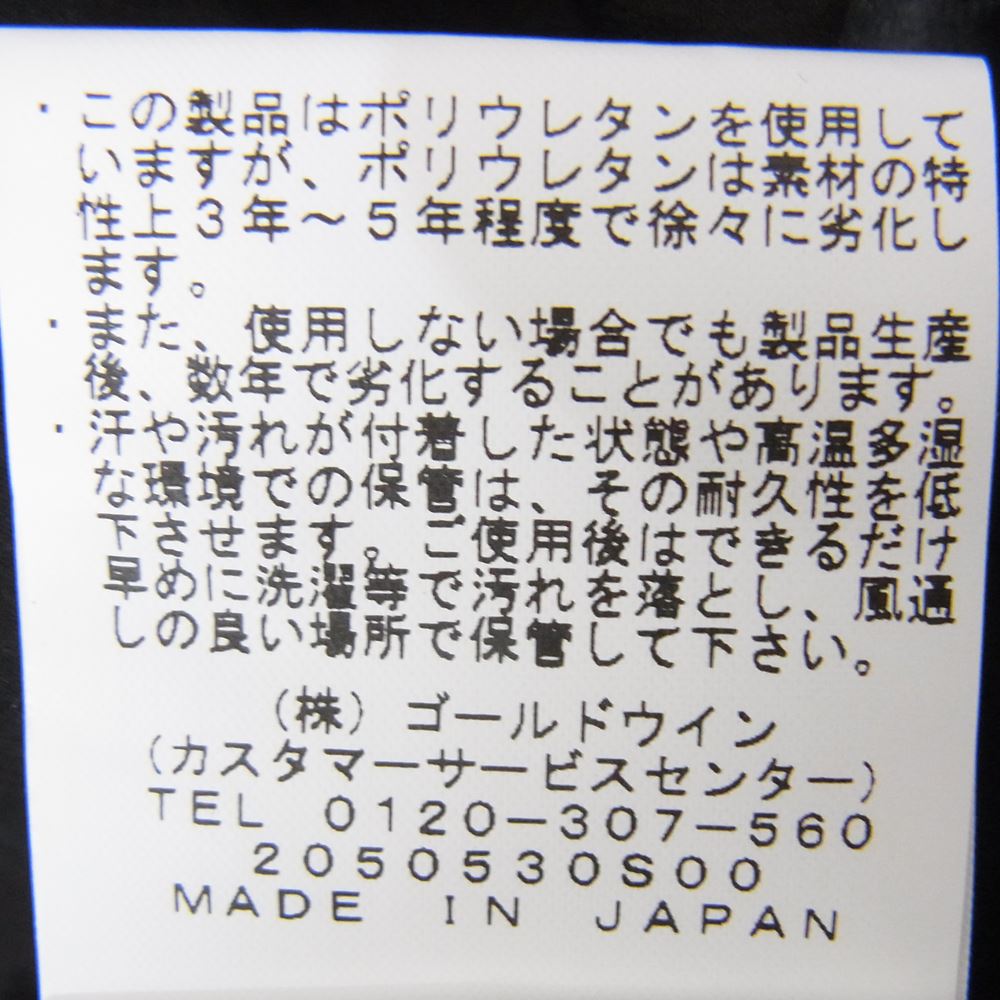 ・この製品はポリウレタンを使用して
いますが、ポリウレタンは素材の特
性上３年～５年程度で徐々に劣化し
ます。
・また、使用しない場合でも製品生産
後、数年で劣化することがあります。
・汗や汚れが付着した状態や高温多湿
な環境での保管は、その耐久性を低
下させます。ご使用後はできるだけ
早めに洗濯等で汚れを落とし、風通
しの良い場所で保管して下さい。
（株）ゴールドウイン
（カスタマーサービスセンター）
TEL 0120－307－560
2050530S00
MADE IN JAPAN